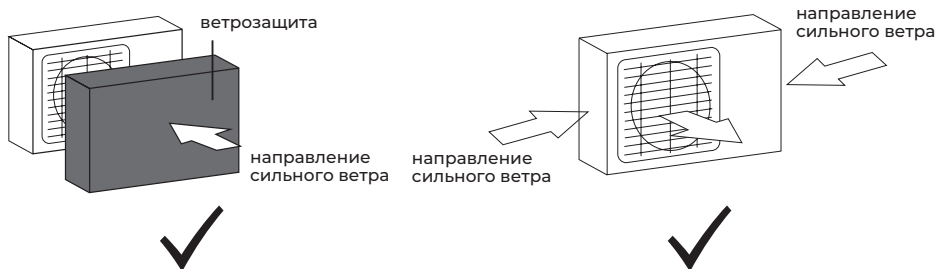 ветрозащита
направление
сильного ветра
направление
сильного ветра
направление
сильного ветра